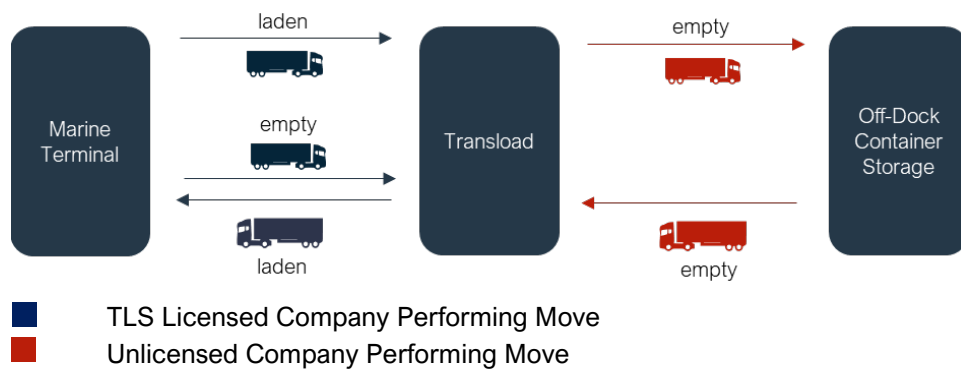 laden
empty
Marine
Terminal
empty
Transload
Off-Dock
Container
Storage
laden
empty
TLS Licensed Company Performing Move
Unlicensed Company Performing Move